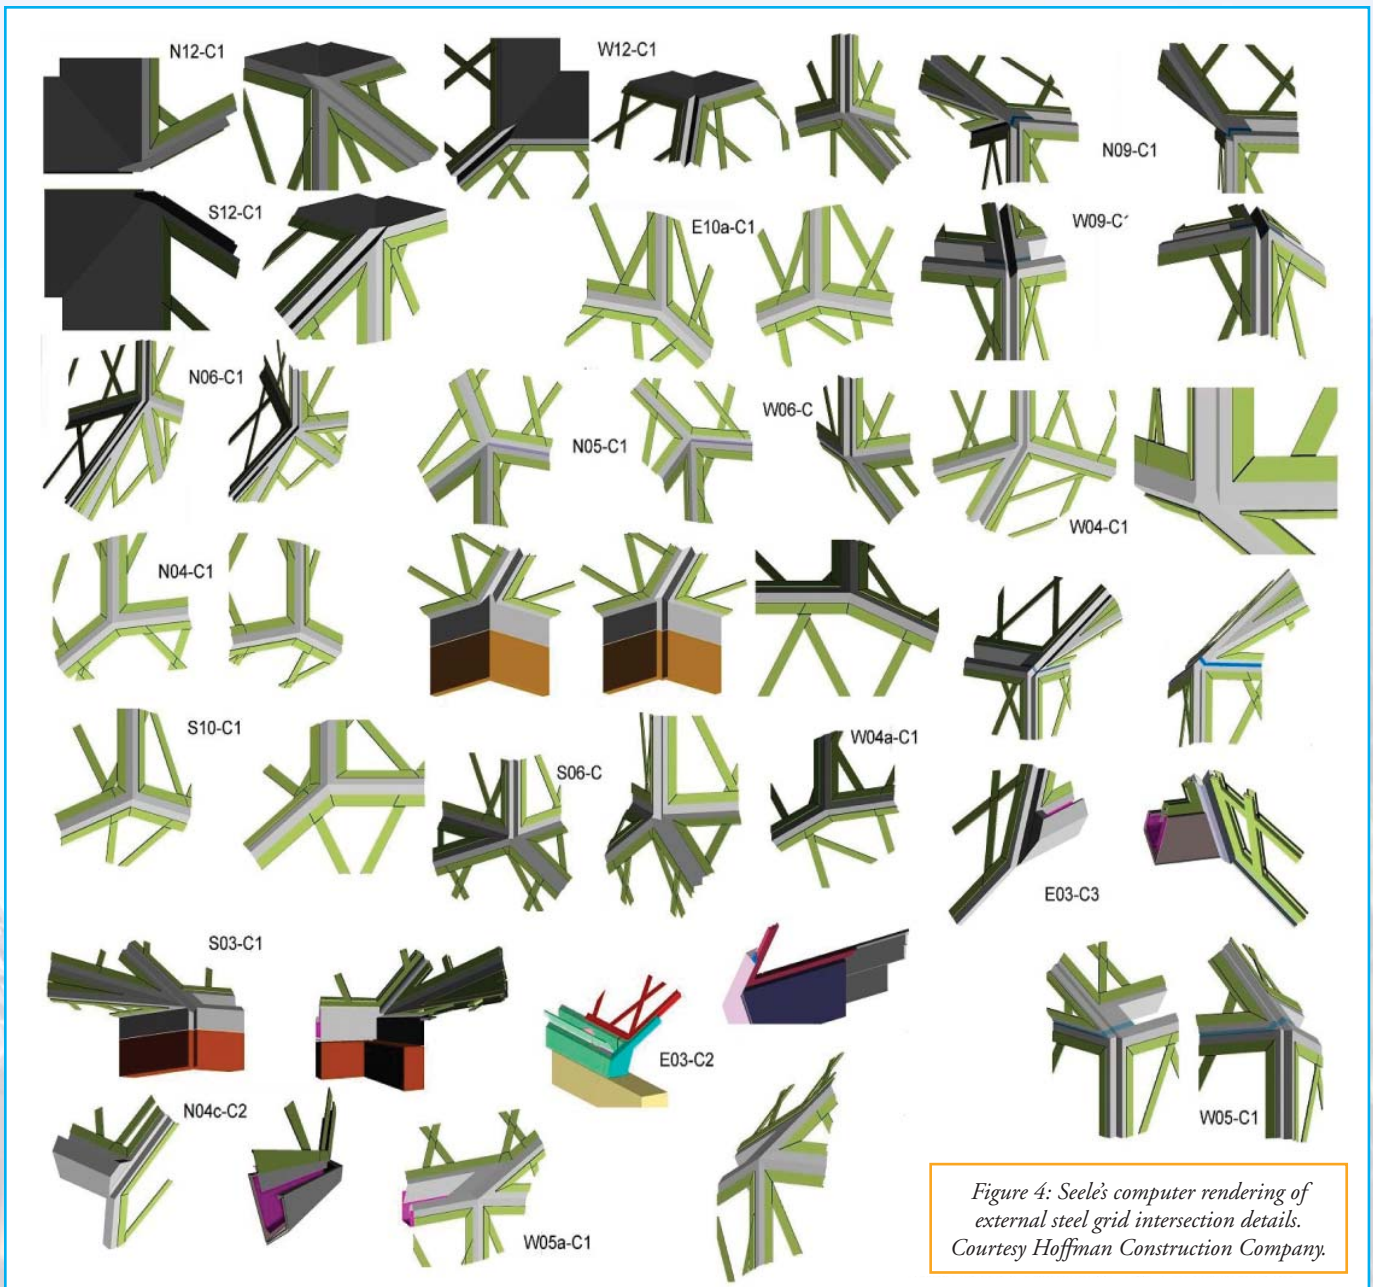 N12-C1
W12-C1
N09-C1
S12-C1
E10a-C1
W09-C
N06-C1
N05-C1
W06-C
W04-C1
N04-C1
S10-C1
S06-C
W04a-C1
E03-C3
S03-C1
E03-C2
N04c-C2
W05-C1
W05a-C1
Figure 4: Seele's computer rendering of
external steel grid intersection details.
Courtesy Hoffman Construction Company.